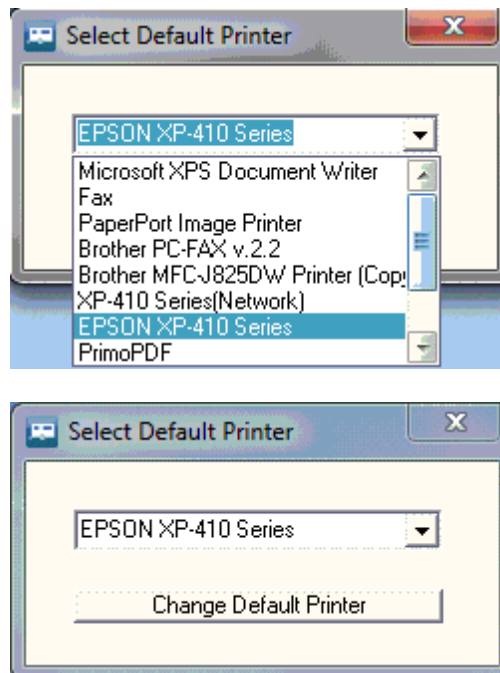 Select Default Printer
EPSON XP-410 Series
Microsoft XPS Document Writer
Fax
PaperPort Image Printer
Brother PC-FAX v.2.2
Brother MFC-J825DW Printer (Copy
XP-410 Series(Network)
EPSON XP-410 Series
PrimoPDF
Select Default Printer
EPSON XP-410 Series
Change Default Printer